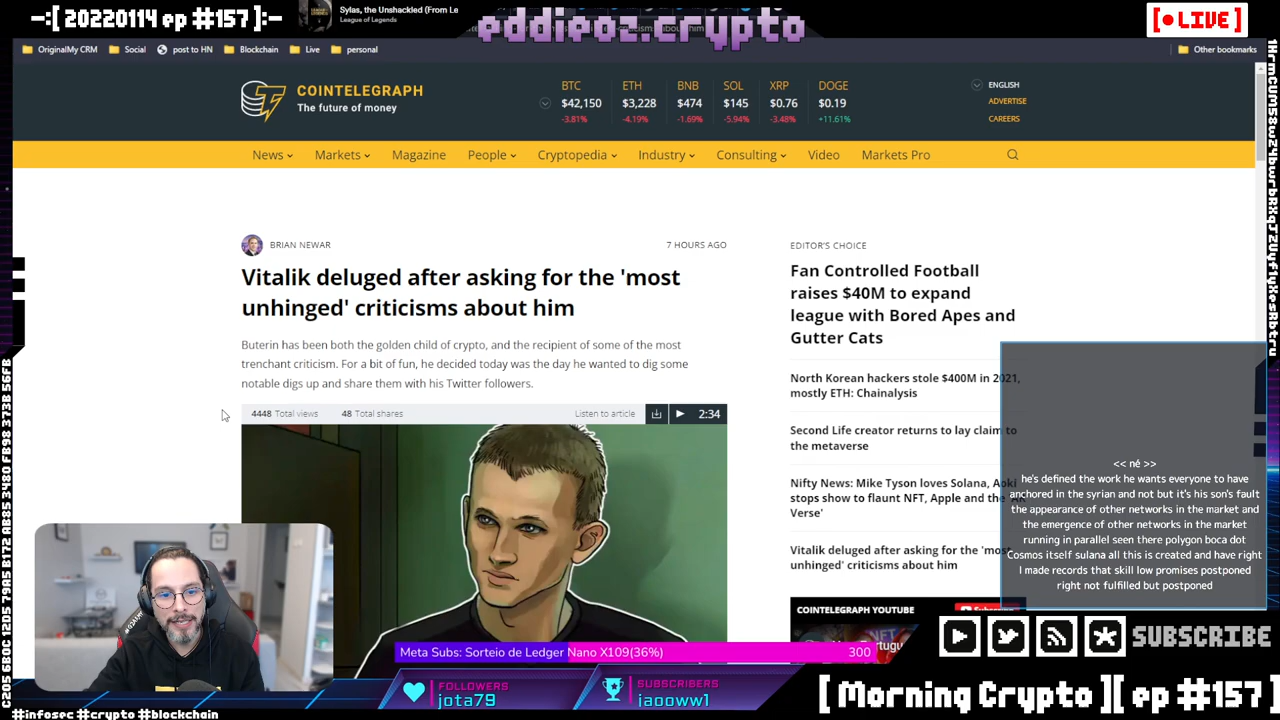 -:[ 20220114 ep #157]:-
Sylas, the Unshackled (From Le
League of Legends
eddieoz.crypto
[ LIVE ]
OriginalMy CRM
Social
post to HN
Blockchain
Live
personal
Other bookmarks
COINTELEGRAPH
The future of money
BTC ETH BNB SOL XRP DOGE
$42,150 $3,228 $474 $145 $0.76 $0.19
-3.81% -4.19% -1.69% -5.94% -3.48% +11.61%
ENGLISH
ADVERTISE
CAREERS
News Markets Magazine People Cryptopedia Industry Consulting Video Markets Pro
BRIAN NEWAR
7 HOURS AGO
Vitalik deluged after asking for the 'most
unhinged' criticisms about him
Buterin has been both the golden child of crypto, and the recipient of some of the most
trenchant criticism. For a bit of fun, he decided today was the day he wanted to dig some
notable digs up and share them with his Twitter followers.
4448 Total views
48 Total shares
Listen to article
2:34
EDITOR'S CHOICE
Fan Controlled Football
raises $40M to expand
league with Bored Apes and
Gutter Cats
North Korean hackers stole $400M in 2021,
mostly ETH: Chainalysis
Second Life creator returns to lay claim to
the metaverse
Nifty News: Mike Tyson loves Solana, Aoki
stops show to flaunt NFT, Apple and the
Verse'
Vitalik deluged after asking for the 'most
unhinged' criticisms about him
COINTELEGRAPH YOUTUBE
<< né >>
he's defined the work he wants everyone to have
anchored in the syrian and not but it's his son's fault
the appearance of other networks in the market and
the emergence of other networks in the market
running in parallel seen there polygon boca dot
Cosmos itself sulana all this is created and have right
I made records that skill low promises postponed
right not fulfilled but postponed
SUBSCRIBE
Meta Subs: Sorteio de Ledger Nano X109(36%)
300
FOLLOWERS
jota79
SUBSCRIBERS
iaooww1
[ Morning Crypto ][ ep #157 ]
#infosec #crypto #blockchain
CE05 5B0C 12D5 79A5 B172 AB35 3480 FB98 373B 56FB